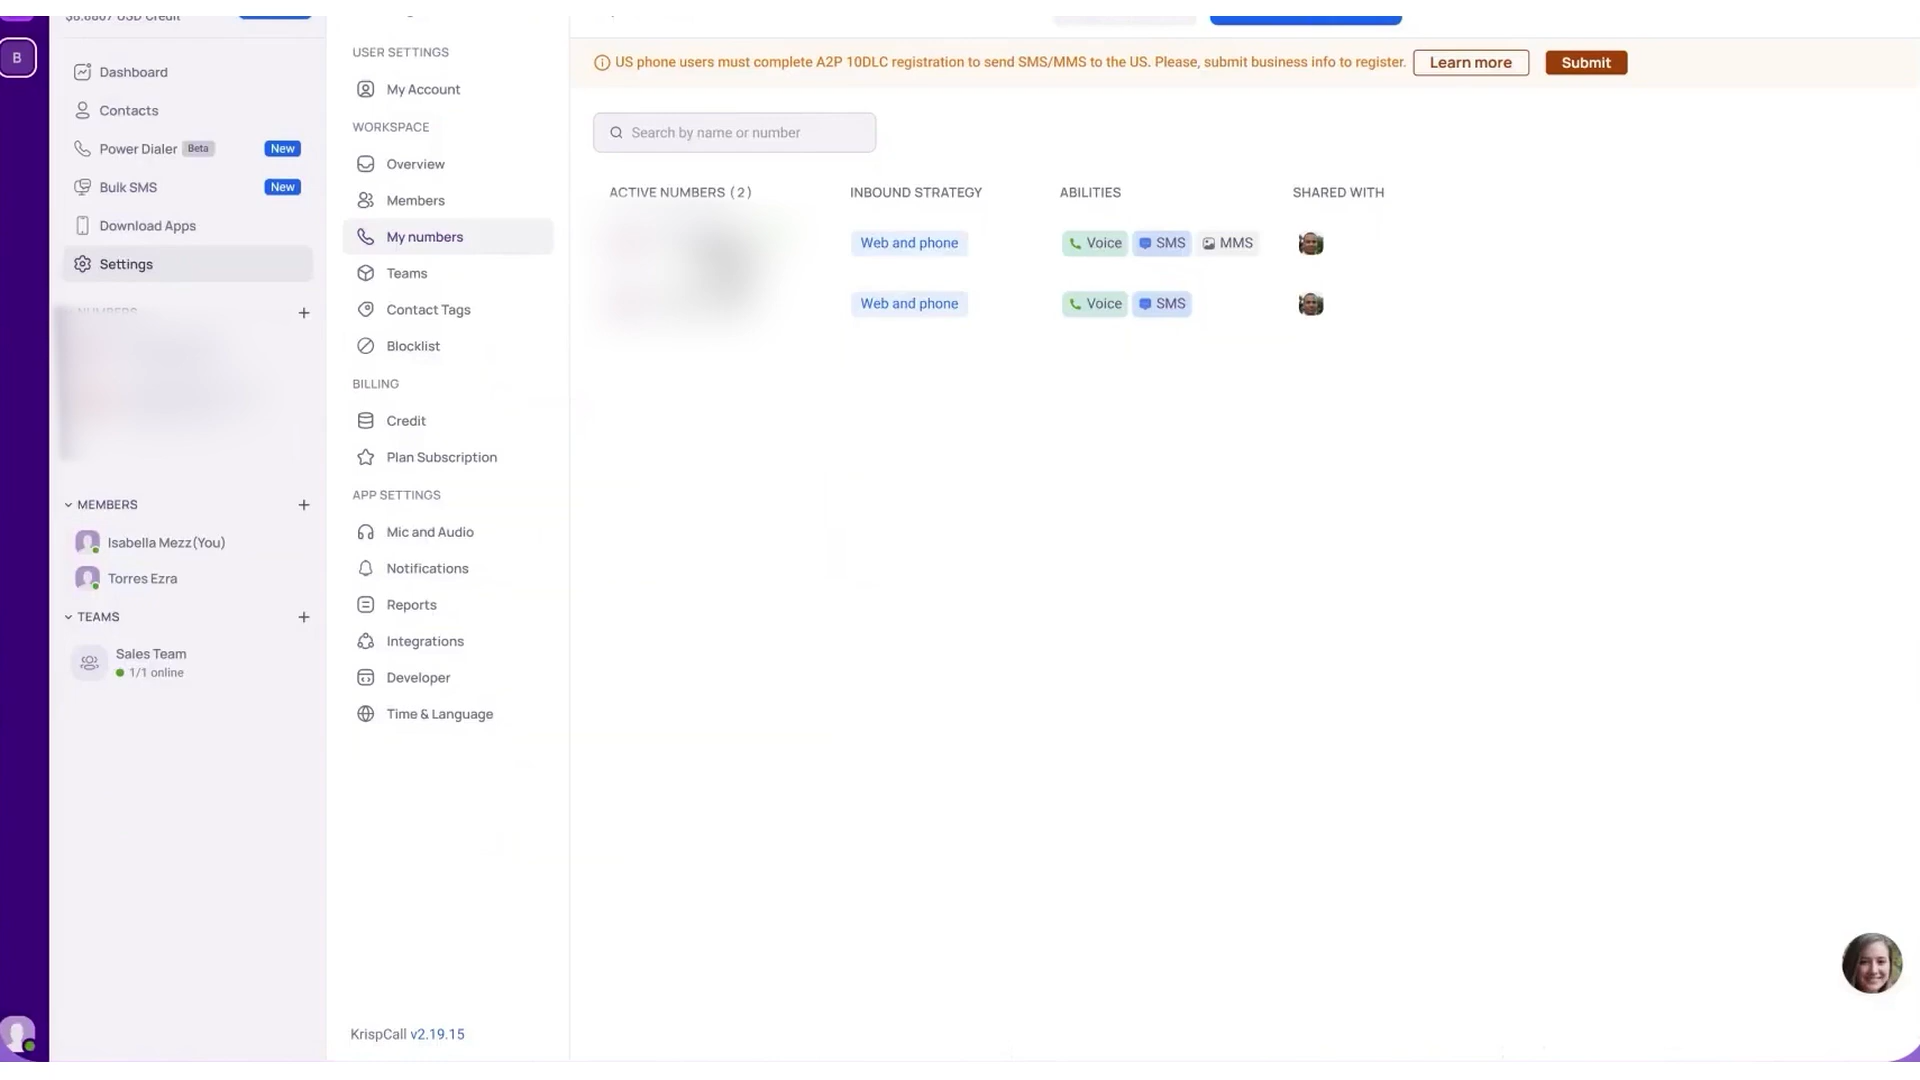 B
Dashboard
Contacts
Power Dialer Beta New
Bulk SMS New
Download Apps
Settings
MEMBERS
Isabella Mezz(You)
Torres Ezra
TEAMS
Sales Team
1/1 online
USER SETTINGS
My Account
WORKSPACE
Overview
Members
My numbers
Teams
Contact Tags
Blocklist
BILLING
Credit
Plan Subscription
APP SETTINGS
Mic and Audio
Notifications
Reports
Integrations
Developer
Time & Language
KrispCall v2.19.15
US phone users must complete A2P 10DLC registration to send SMS/MMS to the US. Please, submit business info to register. Learn more Submit
Search by name or number
ACTIVE NUMBERS (2) INBOUND STRATEGY ABILITIES SHARED WITH
Web and phone Voice SMS MMS
Web and phone Voice SMS